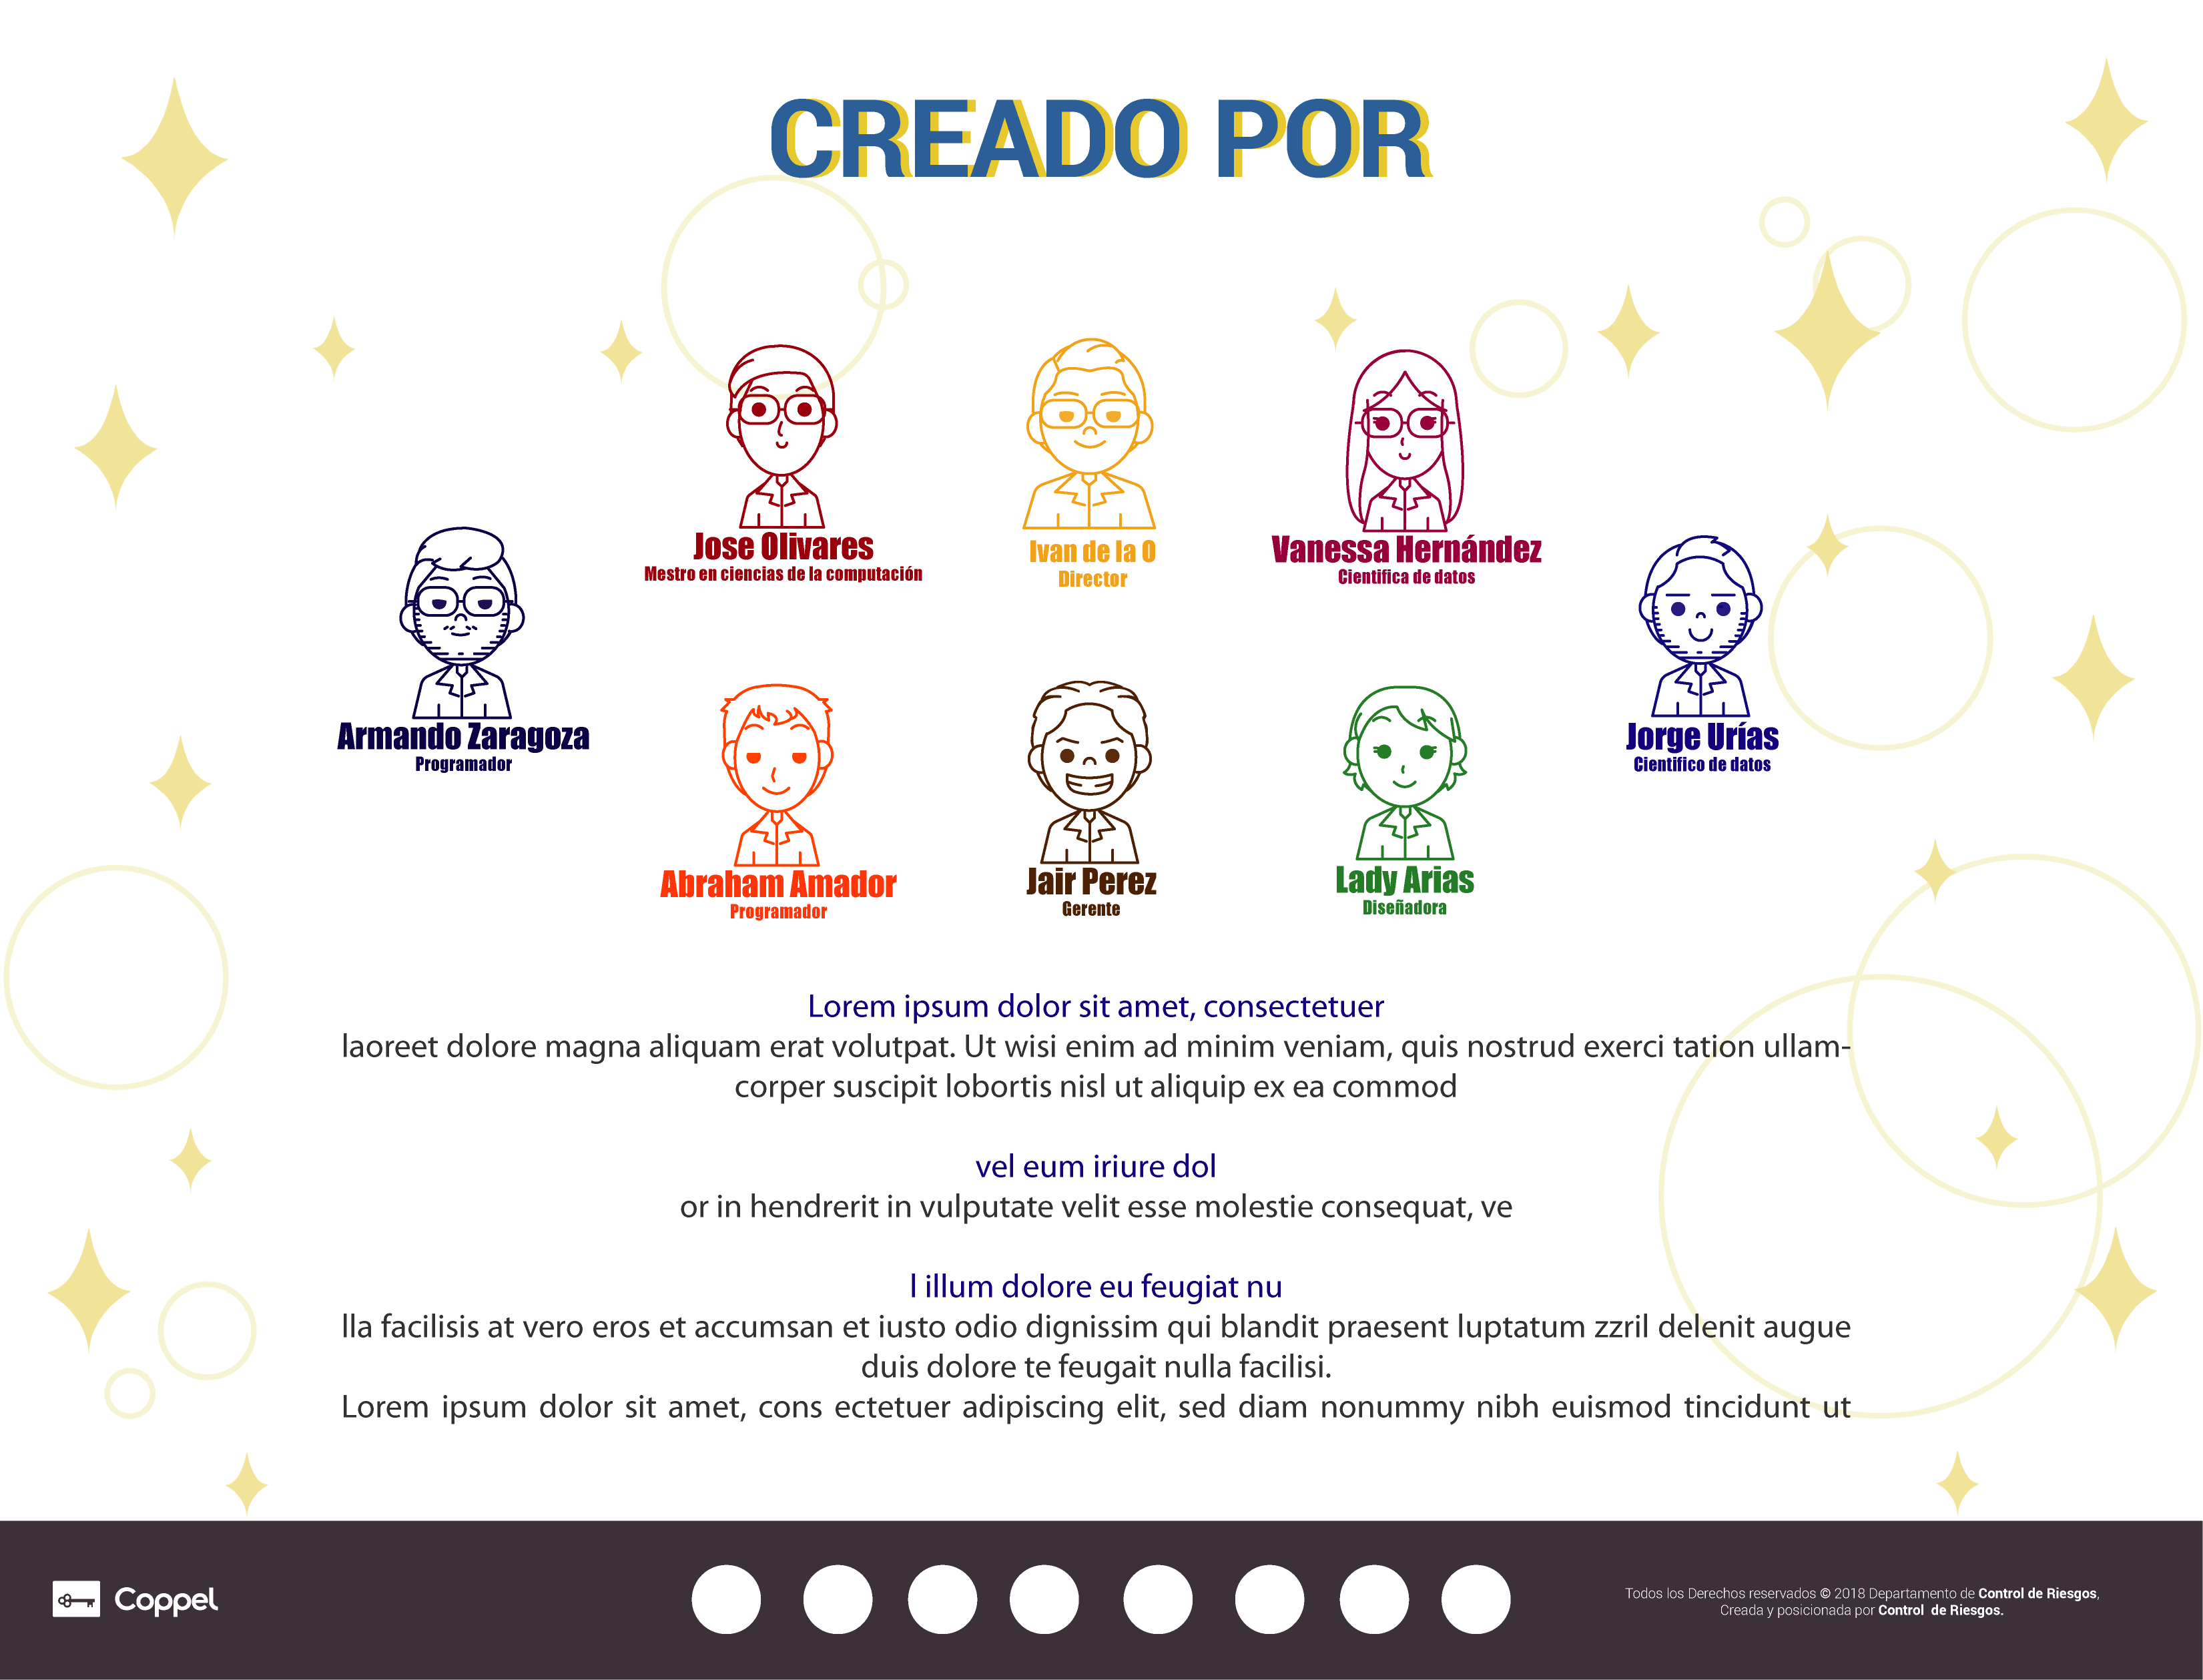 CREADO POR
Jose Olivares
Mestro en ciencias de la computación
Ivan de la O
Director
Vanessa Hernández
Cientifica de datos
Armando Zaragoza
Programador
Jorge Urías
Cientifico de datos
Abraham Amador
Programador
Jair Perez
Gerente
Lady Arias
Diseñadora
Lorem ipsum dolor sit amet, consectetuer
laoreet dolore magna aliquam erat volutpat. Ut wisi enim ad minim veniam, quis nostrud exerci tation ullam-
corper suscipit lobortis nisl ut aliquip ex ea commod
vel eum iriure dol
or in hendrerit in vulputate velit esse molestie consequat, ve
l illum dolore eu feugiat nu
lla facilisis at vero eros et accumsan et iusto odio dignissim qui blandit praesent luptatum zzril delenit augue
duis dolore te feugait nulla facilisi.
Lorem ipsum dolor sit amet, cons ectetuer adipiscing elit, sed diam nonummy nibh euismod tincidunt ut
Coppel
Todos los Derechos reservados © 2018 Departamento de Control de Riesgos,
Creada y posicionada por Control de Riesgos.